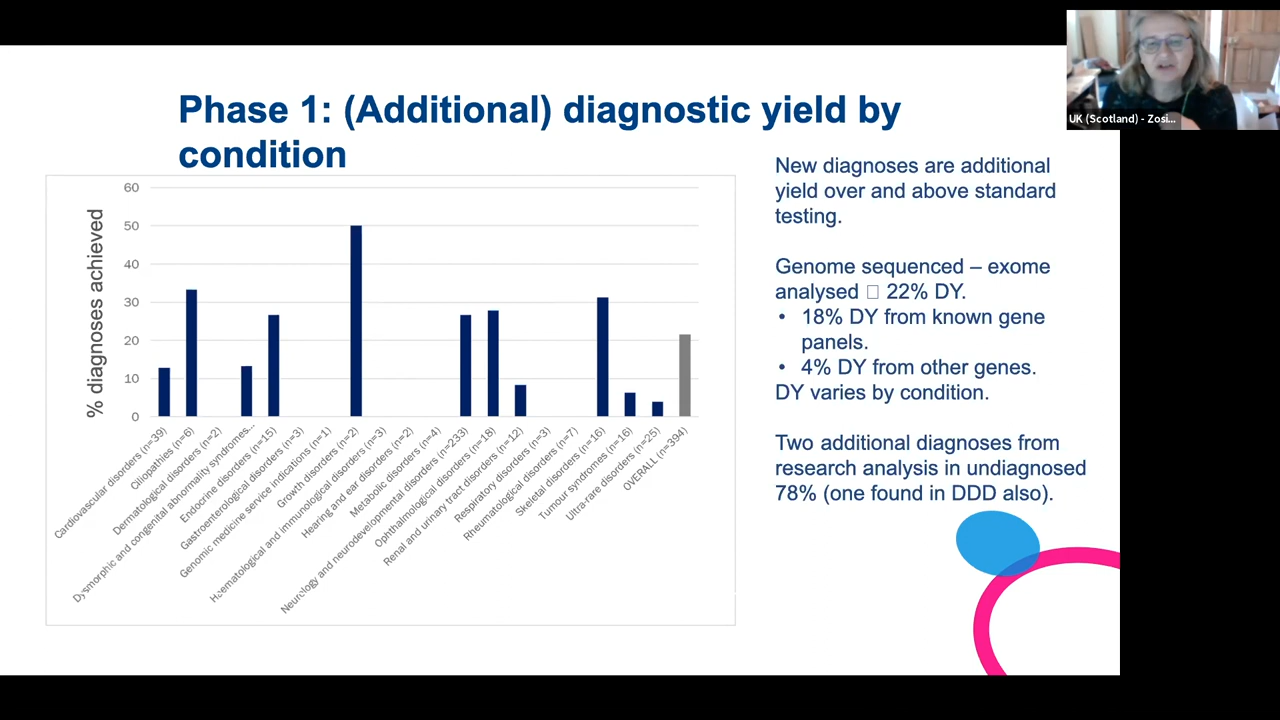 UK (Scotland) - Zosi...
Phase 1: (Additional) diagnostic yield by
condition
% diagnoses achieved
60
50
40
30
20
10
0
Cardiovascular disorders (n=39)
Ciliopathies (n=6)
Dermatological disorders (n=2)
Dysmorphic and congenital abnormality syndromes...
Endocrine disorders (n=15)
Gastroenterological disorders (n=3)
Genomic medicine service indications (n=1)
Growth disorders (n=2)
Haematological and immunological disorders (n=3)
Hearing and ear disorders (n=2)
Metabolic disorders (n=4)
Neurology and neurodevelopmental disorders (n=233)
Ophthalmological disorders (n=18)
Renal and urinary tract disorders (n=12)
Respiratory disorders (n=3)
Rheumatological disorders (n=7)
Skeletal disorders (n=16)
Tumour syndromes (n=16)
Ultra-rare disorders (n=25)
OVERALL (n=394)
New diagnoses are additional
yield over and above standard
testing.
Genome sequenced – exome
analysed □ 22% DY.
• 18% DY from known gene
panels.
• 4% DY from other genes.
DY varies by condition.
Two additional diagnoses from
research analysis in undiagnosed
78% (one found in DDD also).